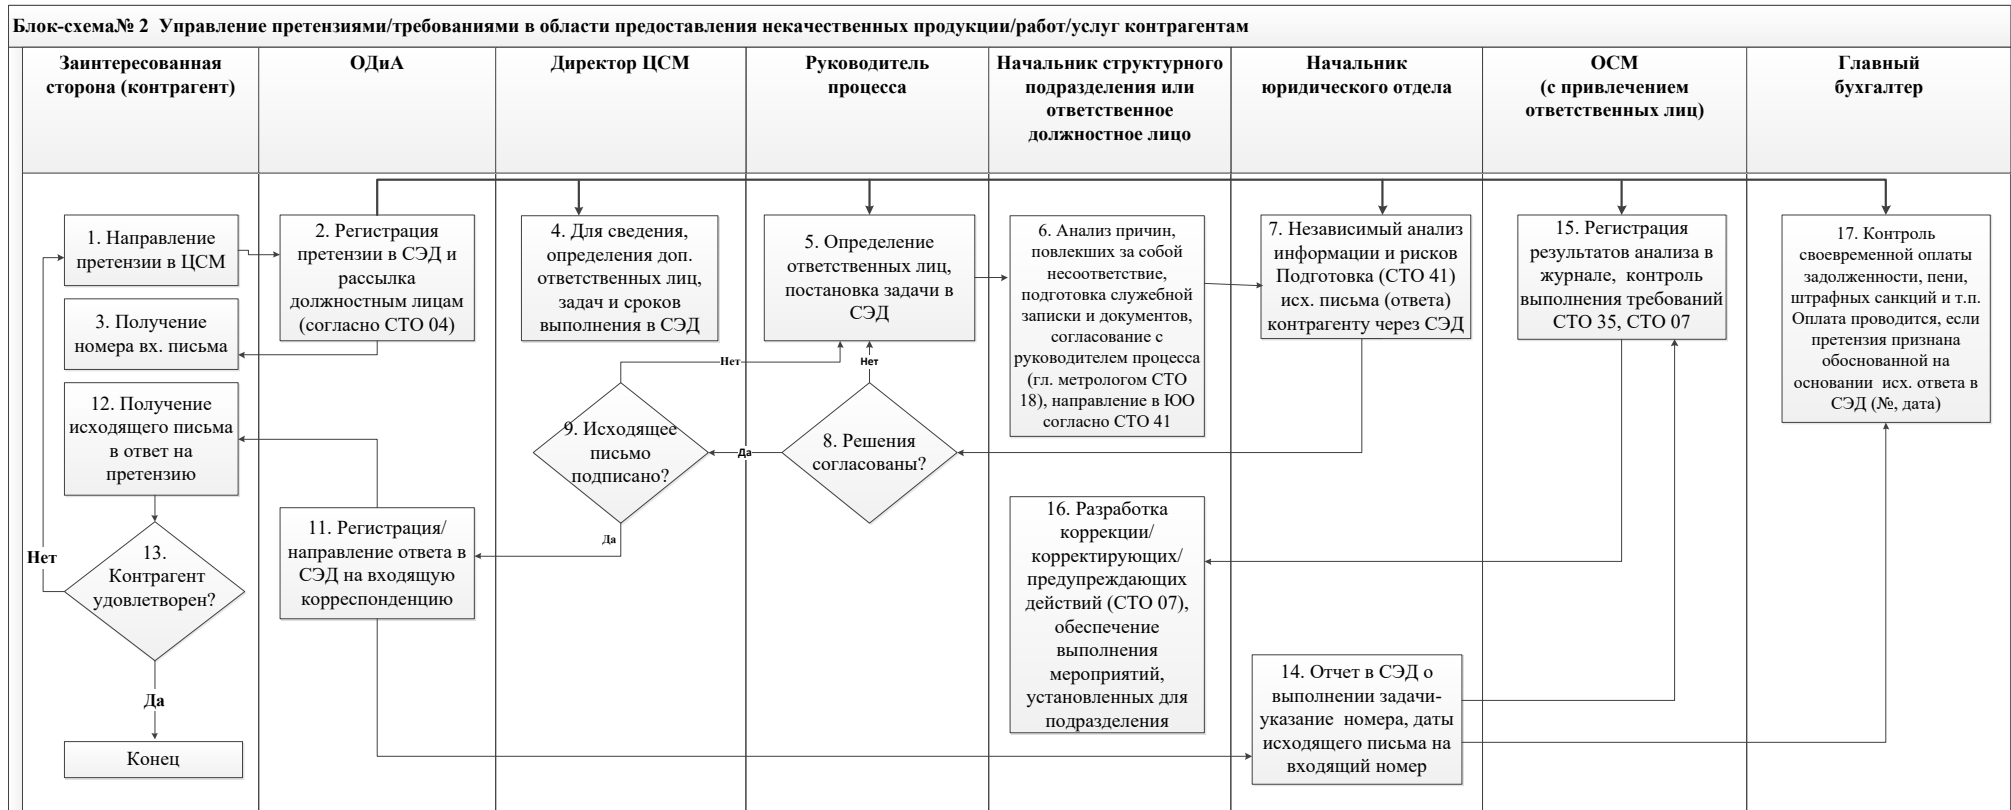 Блок-схема№ 2 Управление претензиями/требованиями в области предоставления некачественных продукции/работ/услуг контрагентам
Заинтересованная
сторона (контрагент)
ОДиА
Директор ЦСМ
Руководитель
процесса
Начальник структурного
подразделения или
ответственное
должностное лицо
Начальник
юридического отдела
ОСМ
(с привлечением
ответственных лиц)
Главный
бухгалтер
1. Направление
претензии в ЦСМ
2. Регистрация
претензии в СЭД и
рассылка
должностным лицам
(согласно СТО 04)
3. Получение
номера вх. письма
4. Для сведения,
определения доп.
ответственных лиц,
задач и сроков
выполнения в СЭД
5. Определение
ответственных лиц,
постановка задачи в
СЭД
6. Анализ причин,
повлекших за собой
несоответствие,
подготовка служебной
записки и документов,
согласование с
руководителем процесса
(гл. метрологом СТО
18), направление в ЮО
согласно СТО 41
7. Независимый анализ
информации и рисков
Подготовка (СТО 41)
исх. письма (ответа)
контрагенту через СЭД
15. Регистрация
результатов анализа в
журнале, контроль
выполнения требований
СТО 35, СТО 07
17. Контроль
своевременной оплаты
задолженности, пени,
штрафных санкций и т.п.
Оплата проводится, если
претензия признана
обоснованной на
основании исх. ответа в
СЭД (№, дата)
Нет
Нет
12. Получение
исходящего письма
в ответ на
претензию
9. Исходящее
письмо
подписано?
Да
8. Решения
согласованы?
Да
11. Регистрация/
направление ответа в
СЭД на входящую
корреспонденцию
16. Разработка
коррекции/
корректирующих/
предупреждающих
действий (СТО 07),
обеспечение
выполнения
мероприятий,
установленных для
подразделения
Нет
13.
Контрагент
удовлетворен?
Да
Конец
14. Отчет в СЭД о
выполнении задачи-
указание номера, даты
исходящего письма на
входящий номер